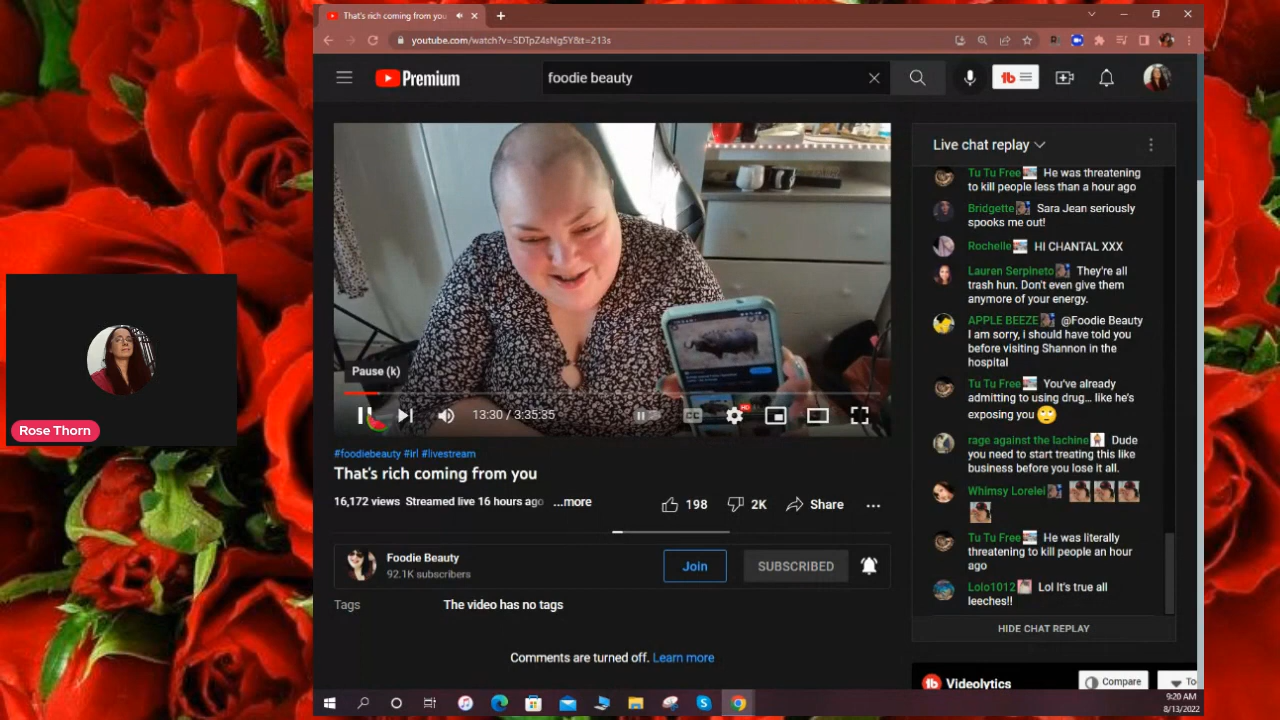 That's rich coming from you
youtube.com/watch?v=SDTpZ4sNg5Y&t=213s
Premium
foodie beauty
Pause (k)
13:30 / 3:35:35
CC
HD
#foodiebeauty #irl #livestream
That's rich coming from you
16,172 views Streamed live 16 hours ago ...more
198
2K
Share
Foodie Beauty
92.1K subscribers
Join
SUBSCRIBED
Tags
The video has no tags
Comments are turned off. Learn more
Live chat replay
Tu Tu Free He was threatening
to kill people less than a hour ago
Bridgette Sara Jean seriously
spooks me out!
Rochelle HI CHANTAL XXX
Lauren Serpineto They're all
trash hun. Don't even give them
anymore of your energy.
APPLE BEEZE @Foodie Beauty
I am sorry, i should have told you
before visiting Shannon in the
hospital
Tu Tu Free You've already
admitting to using drug... like he's
exposing you
rage against the lachine Dude
you need to start treating this like
business before you lose it all.
Whimsy Lorelei
Tu Tu Free He was literally
threatening to kill people an hour
ago
Lolo1012 Lol It's true all
leeches!!
HIDE CHAT REPLAY
tb Videolytics
Compare
To
Rose Thorn
9:20 AM
8/13/2022